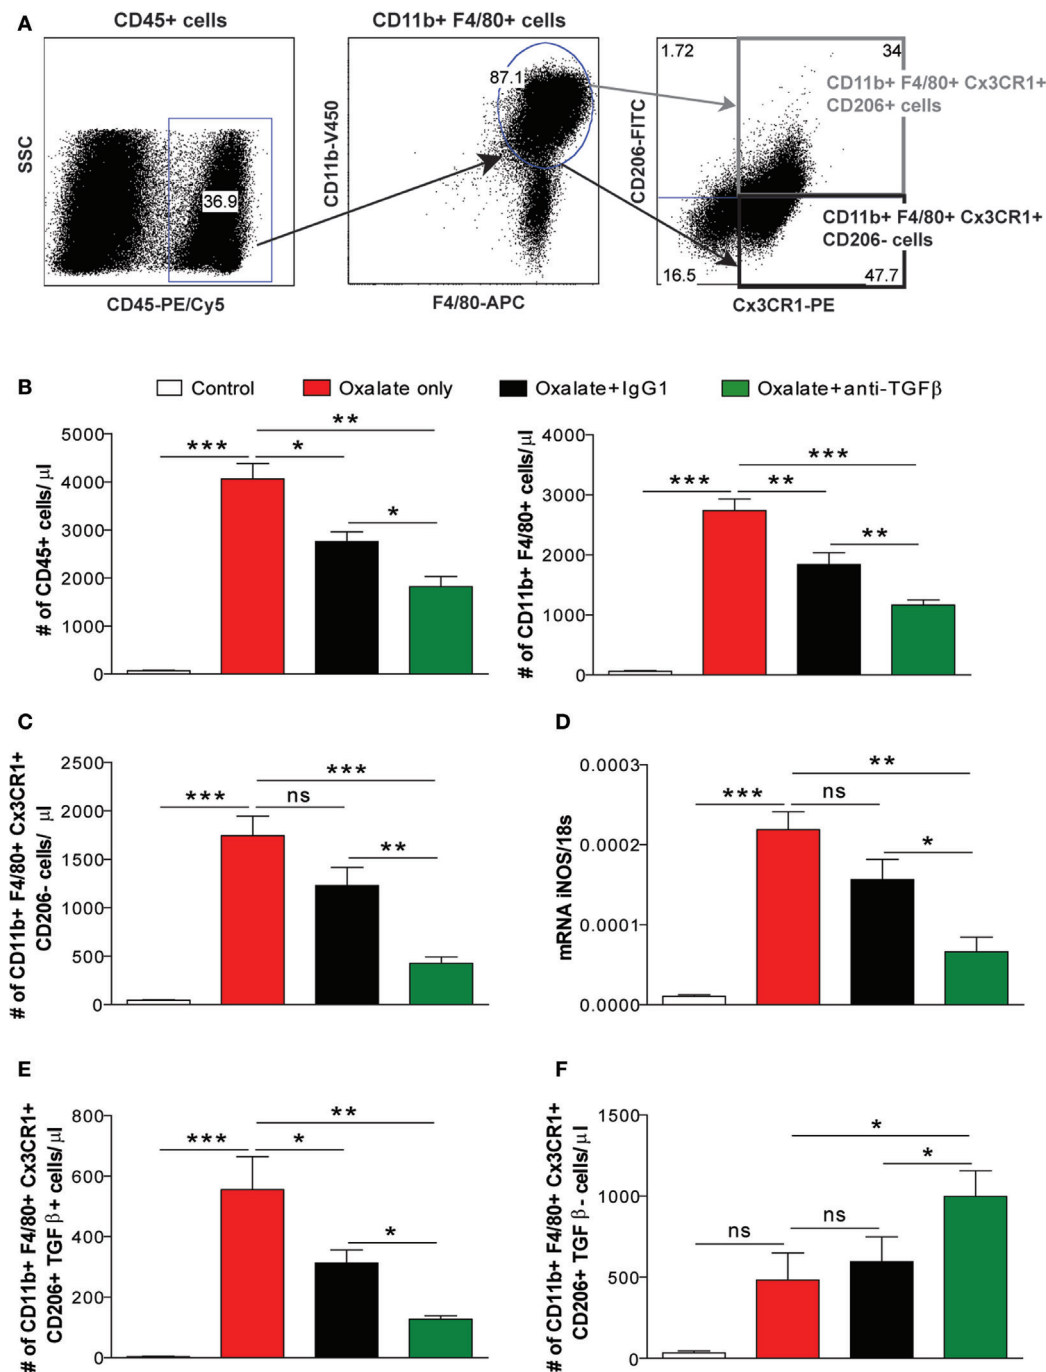 A
CD45+ cells
CD11b+ F4/80+ cells
SSC
36.9
CD45-PE/Cy5
CD11b-V450
87.1
F4/80-APC
CD206-FITC
1.72
34
CD11b+ F4/80+ Cx3CR1+
CD206+ cells
CD11b+ F4/80+ Cx3CR1+
CD206- cells
16.5
47.7
Cx3CR1-PE
B
Control
Oxalate only
Oxalate+IgG1
Oxalate+anti-TGFβ
# of CD45+ cells/ μl
5000
4000
3000
2000
1000
0
***
*
**
*
# of CD11b+ F4/80+ cells/μl
4000
3000
2000
1000
0
***
**
***
**
C
# of CD11b+ F4/80+ Cx3CR1+
CD206- cells/ μl
2500
2000
1500
1000
500
0
***
ns
***
**
D
mRNA iNOS/18s
0.0003
0.0002
0.0001
0.0000
***
ns
**
*
E
# of CD11b+ F4/80+ Cx3CR1+
CD206+ TGF β+ cells/ μl
800
600
400
200
0
***
*
**
*
F
# of CD11b+ F4/80+ Cx3CR1+
CD206+ TGF β- cells/μl
1500
1000
500
0
ns
ns
*
*